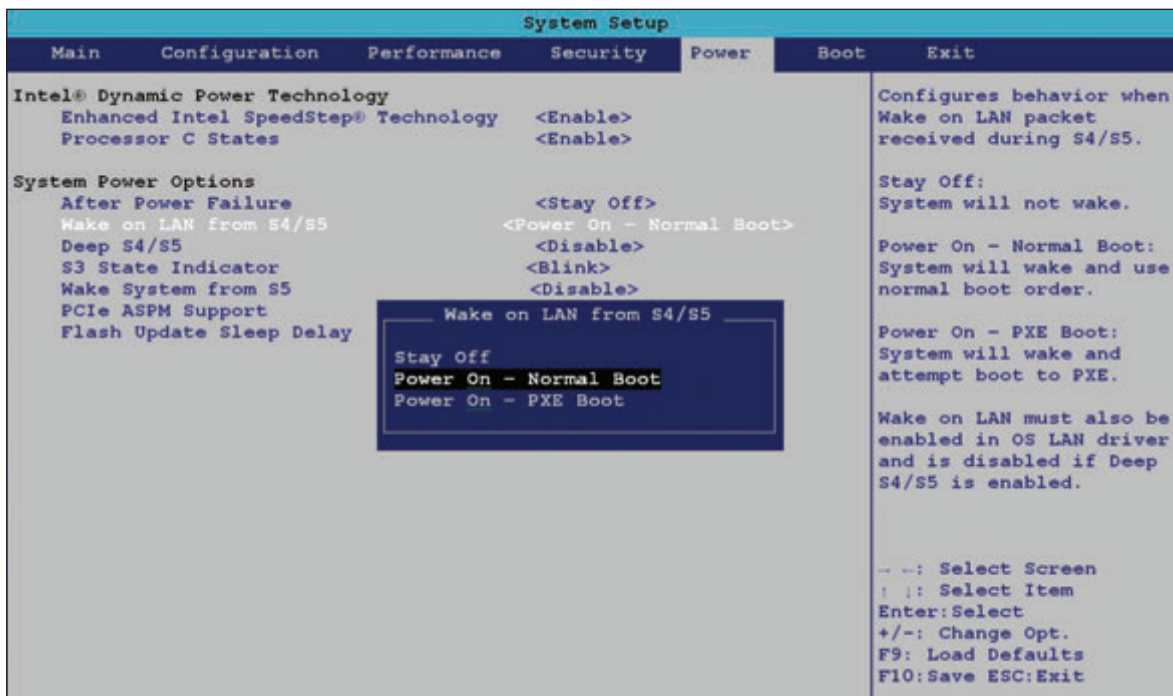 System Setup
Main Configuration Performance Security Power Boot Exit
Intel® Dynamic Power Technology
Enhanced Intel SpeedStep® Technology <Enable>
Processor C States <Enable>
System Power Options
After Power Failure <Stay Off>
Wake on LAN from S4/S5 <Power On - Normal Boot>
Deep S4/S5 <Disable>
S3 State Indicator <Blink>
Wake System from S5 <Disable>
PCIe ASPM Support
Flash Update Sleep Delay
Wake on LAN from S4/S5
Stay Off
Power On - Normal Boot
Power On - PXE Boot
Configures behavior when
Wake on LAN packet
received during S4/S5.
Stay Off:
System will not wake.
Power On - Normal Boot:
System will wake and use
normal boot order.
Power On - PXE Boot:
System will wake and
attempt boot to PXE.
Wake on LAN must also be
enabled in OS LAN driver
and is disabled if Deep
S4/S5 is enabled.
→ ←: Select Screen
↑ ↓: Select Item
Enter:Select
+/-: Change Opt.
F9: Load Defaults
F10:Save ESC:Exit